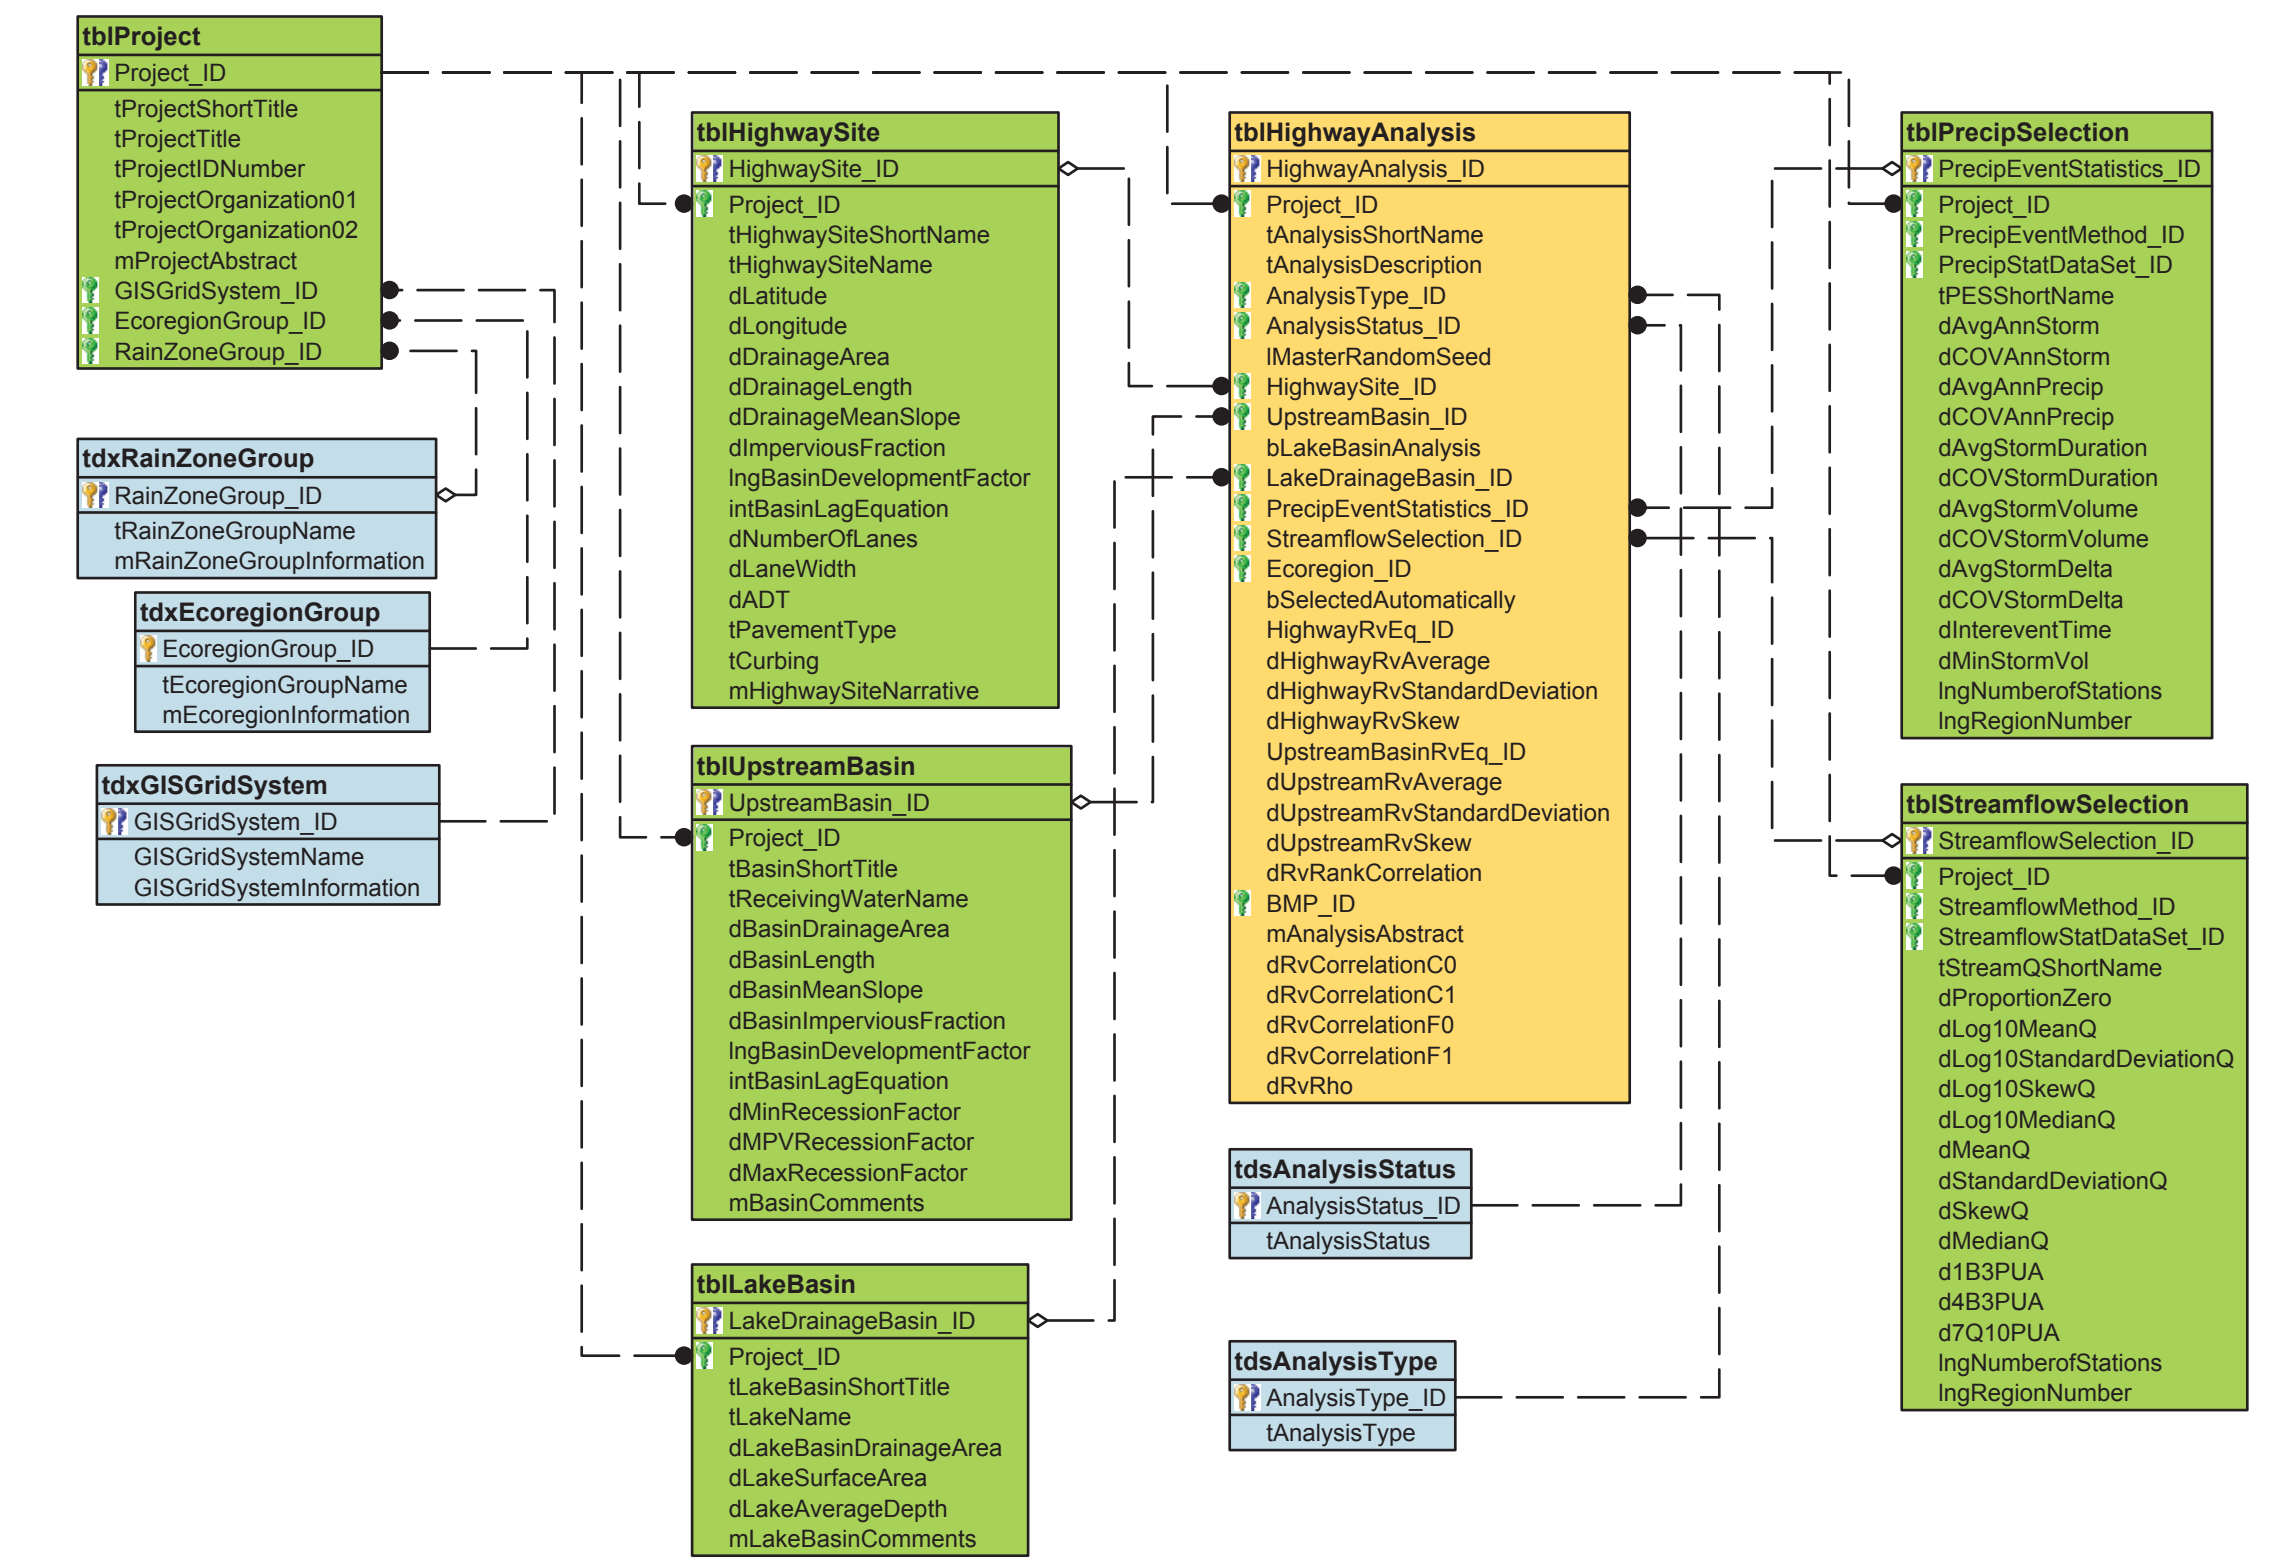 tblProject
Project_ID
tProjectShortTitle
tProjectTitle
tProjectIDNumber
tProjectOrganization01
tProjectOrganization02
mProjectAbstract
GISGridSystem_ID
EcoregionGroup_ID
RainZoneGroup_ID
tdxRainZoneGroup
RainZoneGroup_ID
tRainZoneGroupName
mRainZoneGroupInformation
tdxEcoregionGroup
EcoregionGroup_ID
tEcoregionGroupName
mEcoregionInformation
tdxGISGridSystem
GISGridSystem_ID
GISGridSystemName
GISGridSystemInformation
tblHighwaySite
HighwaySite_ID
Project_ID
tHighwaySiteShortName
tHighwaySiteName
dLatitude
dLongitude
dDrainageArea
dDrainageLength
dDrainageMeanSlope
dImperviousFraction
lngBasinDevelopmentFactor
intBasinLagEquation
dNumberOfLanes
dLaneWidth
dADT
tPavementType
tCurbing
mHighwaySiteNarrative
tblUpstreamBasin
UpstreamBasin_ID
Project_ID
tBasinShortTitle
tReceivingWaterName
dBasinDrainageArea
dBasinLength
dBasinMeanSlope
dBasinImperviousFraction
lngBasinDevelopmentFactor
intBasinLagEquation
dMinRecessionFactor
dMPVRecessionFactor
dMaxRecessionFactor
mBasinComments
tblLakeBasin
LakeDrainageBasin_ID
Project_ID
tLakeBasinShortTitle
tLakeName
dLakeBasinDrainageArea
dLakeSurfaceArea
dLakeAverageDepth
mLakeBasinComments
tblHighwayAnalysis
HighwayAnalysis_ID
Project_ID
tAnalysisShortName
tAnalysisDescription
AnalysisType_ID
AnalysisStatus_ID
lMasterRandomSeed
HighwaySite_ID
UpstreamBasin_ID
bLakeBasinAnalysis
LakeDrainageBasin_ID
PrecipEventStatistics_ID
StreamflowSelection_ID
Ecoregion_ID
bSelectedAutomatically
HighwayRvEq_ID
dHighwayRvAverage
dHighwayRvStandardDeviation
dHighwayRvSkew
UpstreamBasinRvEq_ID
dUpstreamRvAverage
dUpstreamRvStandardDeviation
dUpstreamRvSkew
dRvRankCorrelation
BMP_ID
mAnalysisAbstract
dRvCorrelationC0
dRvCorrelationC1
dRvCorrelationF0
dRvCorrelationF1
dRvRho
tdsAnalysisStatus
AnalysisStatus_ID
tAnalysisStatus
tdsAnalysisType
AnalysisType_ID
tAnalysisType
tblPrecipSelection
PrecipEventStatistics_ID
Project_ID
PrecipEventMethod_ID
PrecipStatDataSet_ID
tPESShortName
dAvgAnnStorm
dCOVAnnStorm
dAvgAnnPrecip
dCOVAnnPrecip
dAvgStormDuration
dCOVStormDuration
dAvgStormVolume
dCOVStormVolume
dAvgStormDelta
dCOVStormDelta
dIntereventTime
dMinStormVol
lngNumberofStations
lngRegionNumber
tblStreamflowSelection
StreamflowSelection_ID
Project_ID
StreamflowMethod_ID
StreamflowStatDataSet_ID
tStreamQShortName
dProportionZero
dLog10MeanQ
dLog10StandardDeviationQ
dLog10SkewQ
dLog10MedianQ
dMeanQ
dStandardDeviationQ
dSkewQ
dMedianQ
d1B3PUA
d4B3PUA
d7Q10PUA
lngNumberofStations
lngRegionNumber